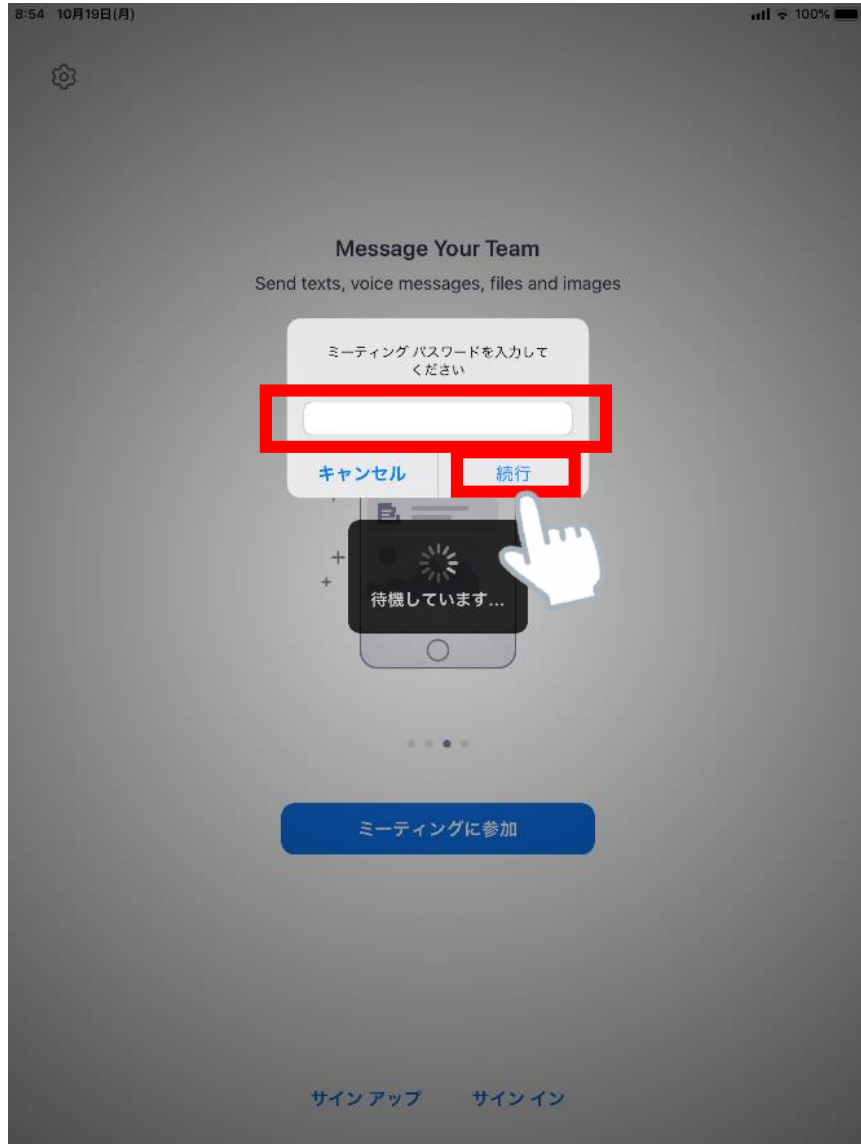 8:54 10月19日(月) 100%
Message Your Team
Send texts, voice messages, files and images
ミーティング パスワードを入力して
ください
キャンセル 続行
待機しています...
ミーティングに参加
サイン アップ サイン イン